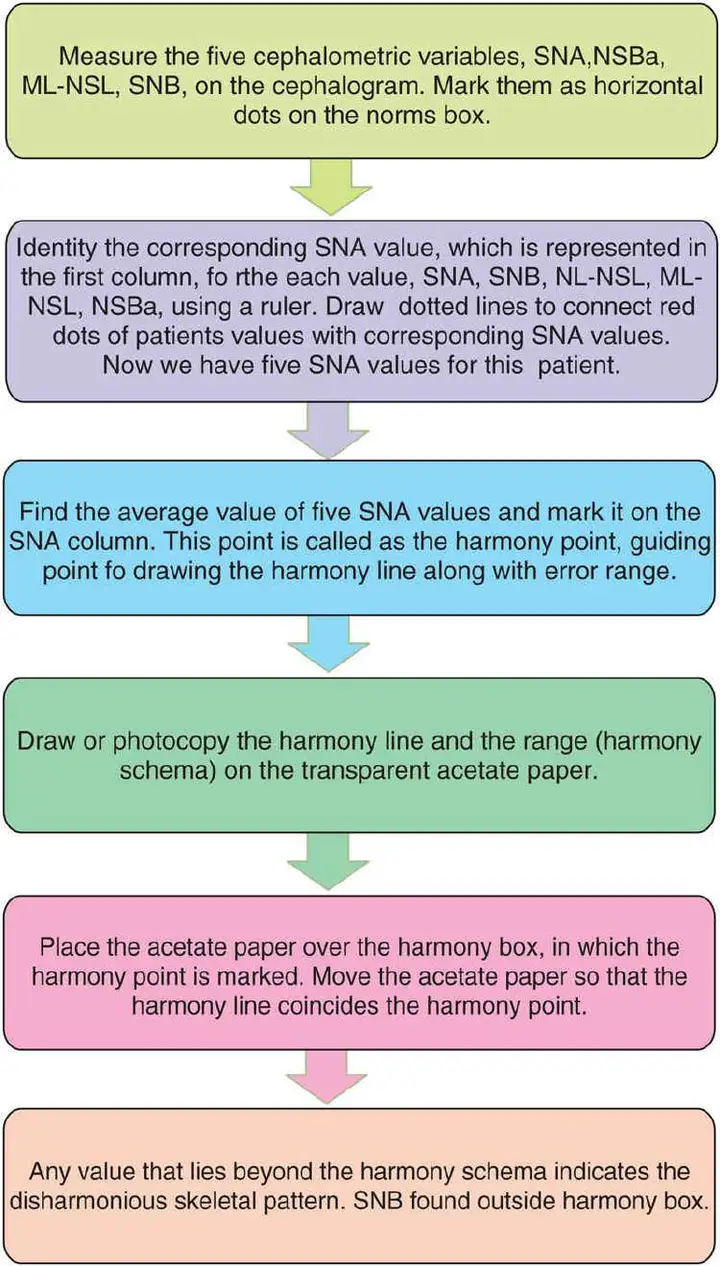 Measure the five cephalometric variables, SNA,NSBa,
ML-NSL, SNB, on the cephalogram. Mark them as horizontal
dots on the norms box.
Identity the corresponding SNA value, which is represented in
the first column, fo rthe each value, SNA, SNB, NL-NSL, ML-
NSL, NSBa, using a ruler. Draw dotted lines to connect red
dots of patients values with corresponding SNA values.
Now we have five SNA values for this patient.
Find the average value of five SNA values and mark it on the
SNA column. This point is called as the harmony point, guiding
point fo drawing the harmony line along with error range.
Draw or photocopy the harmony line and the range (harmony
schema) on the transparent acetate paper.
Place the acetate paper over the harmony box, in which the
harmony point is marked. Move the acetate paper so that the
harmony line coincides the harmony point.
Any value that lies beyond the harmony schema indicates the
disharmonious skeletal pattern. SNB found outside harmony box.